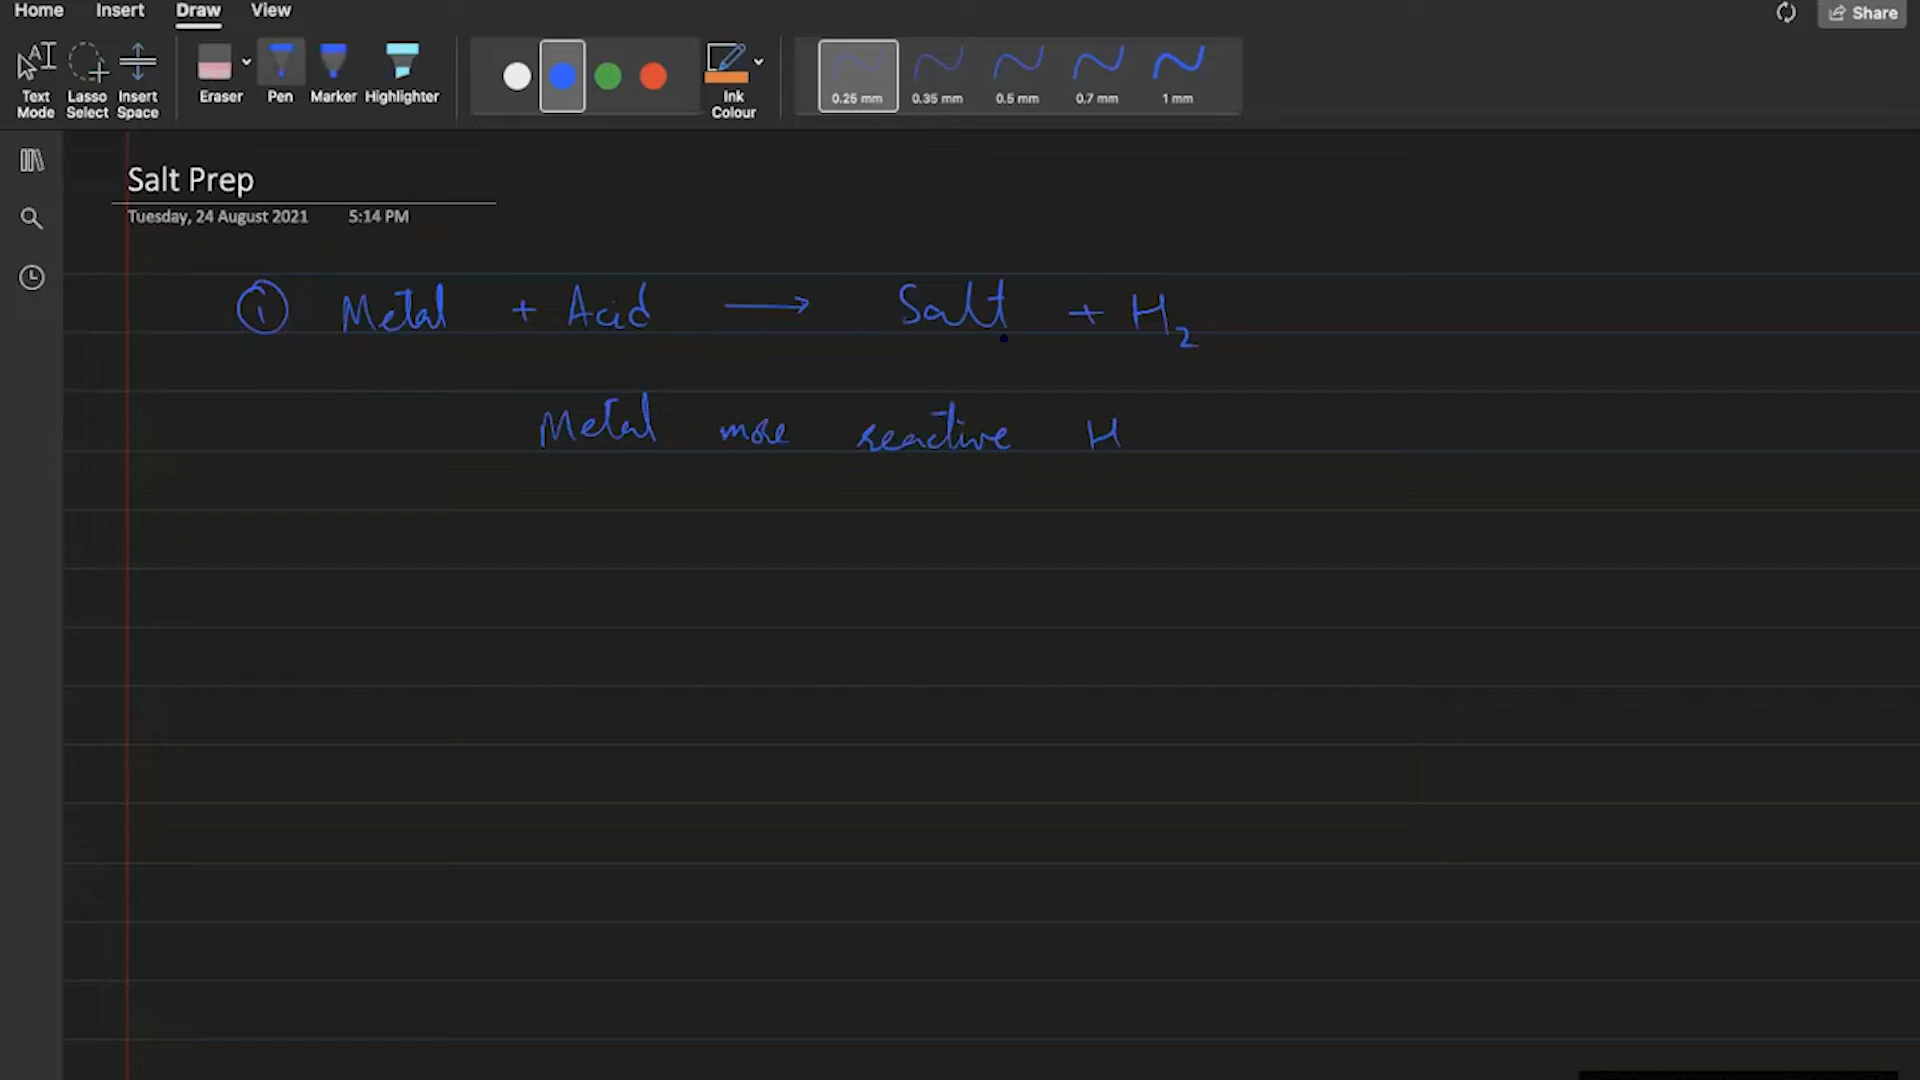 Home Insert Draw View Share
Text Mode Lasso Select Insert Space Eraser Pen Marker Highlighter Ink Colour 0.25 mm 0.35 mm 0.5 mm 0.7 mm 1 mm
Salt Prep
Tuesday, 24 August 2021 5:14 PM
① Metal + Acid ⟶ Salt + H₂
Metal more reactive H